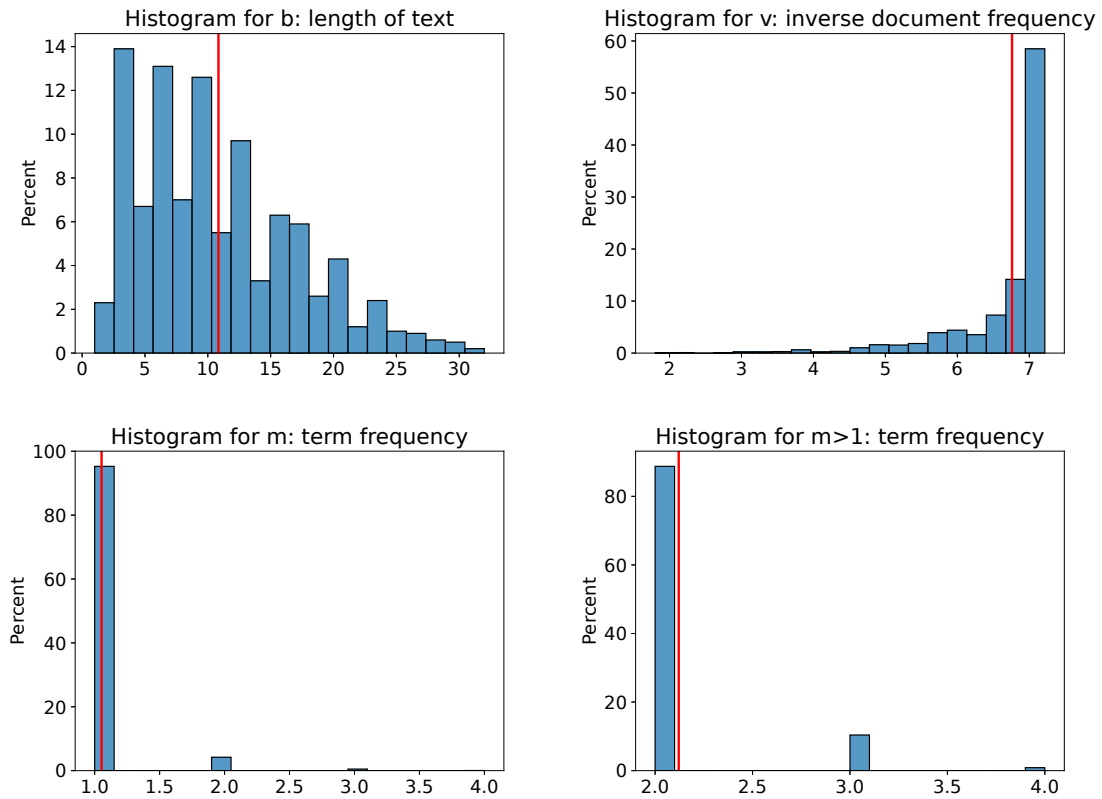 Histogram for b: length of text
Percent
14
12
10
8
6
4
2
0
0 5 10 15 20 25 30
Histogram for v: inverse document frequency
Percent
60
50
40
30
20
10
0
2 3 4 5 6 7
Histogram for m: term frequency
Percent
100
80
60
40
20
0
1.0 1.5 2.0 2.5 3.0 3.5 4.0
Histogram for m>1: term frequency
Percent
80
60
40
20
0
2.0 2.5 3.0 3.5 4.0